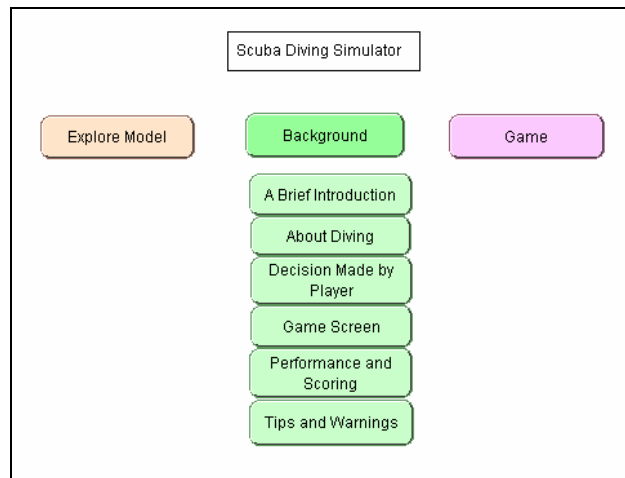 Scuba Diving Simulator
Explore Model
Background
Game
A Brief Introduction
About Diving
Decision Made by
Player
Game Screen
Performance and
Scoring
Tips and Warnings